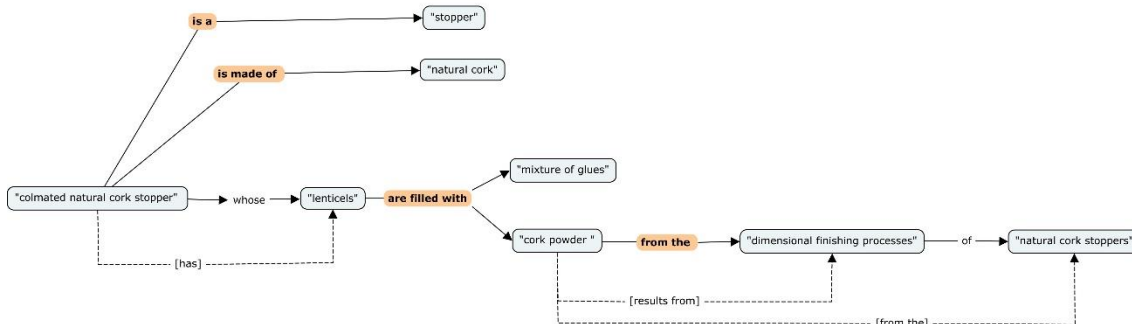 is a
"stopper"
is made of
"natural cork"
"mixture of glues"
"colmated natural cork stopper"
whose
"lenticels"
are filled with
"cork powder "
from the
"dimensional finishing processes"
of
"natural cork stoppers"
[has]
[results from]
[from the]